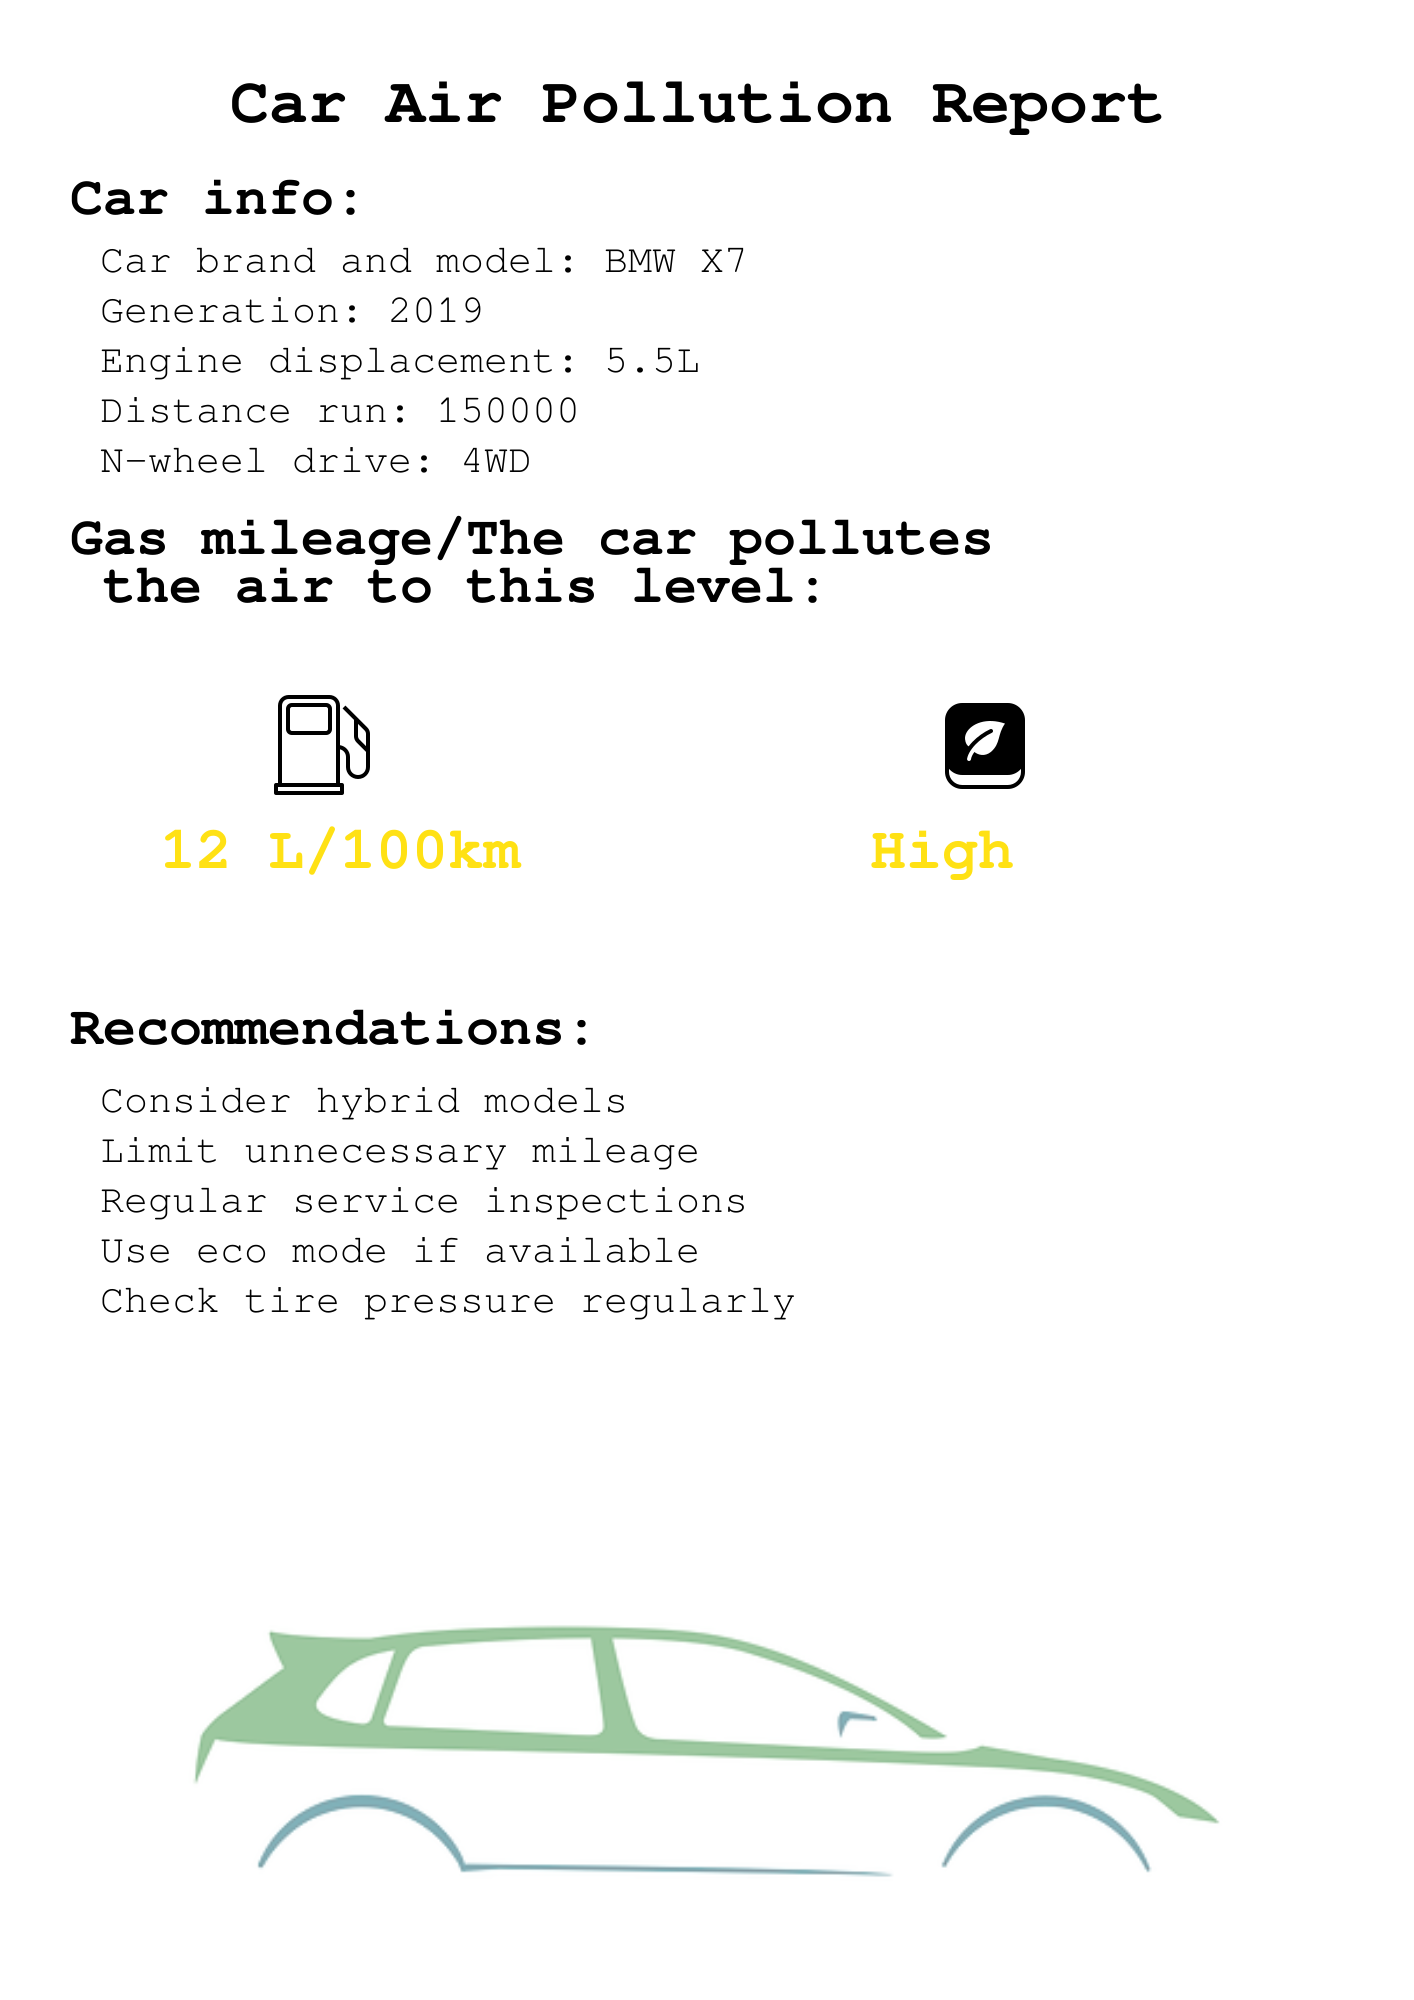 Car Air Pollution Report
Car info:
Car brand and model: BMW X7
Generation: 2019
Engine displacement: 5.5L
Distance run: 150000
N-wheel drive: 4WD
Gas mileage/The car pollutes
the air to this level:
12 L/100km
High
Recommendations:
Consider hybrid models
Limit unnecessary mileage
Regular service inspections
Use eco mode if available
Check tire pressure regularly